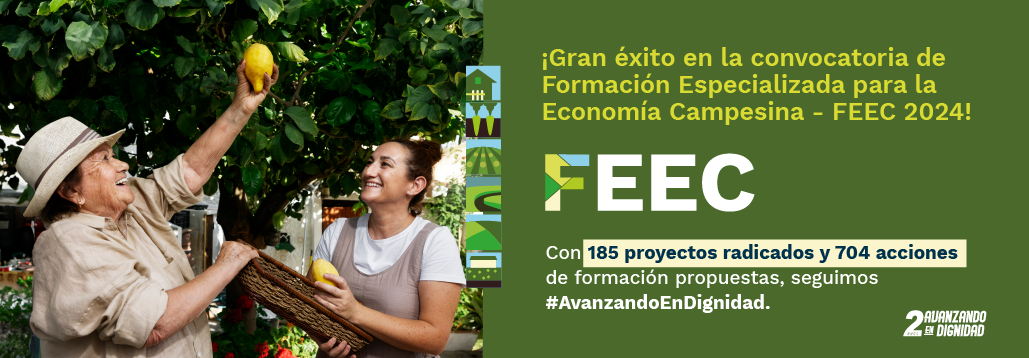 ¡Gran éxito en la convocatoria de
Formación Especializada para la
Economía Campesina - FEEC 2024!
FEEC
Con 185 proyectos radicados y 704 acciones
de formación propuestas, seguimos
#AvanzandoEnDignidad.
2 AVANZANDO
EN DIGNIDAD